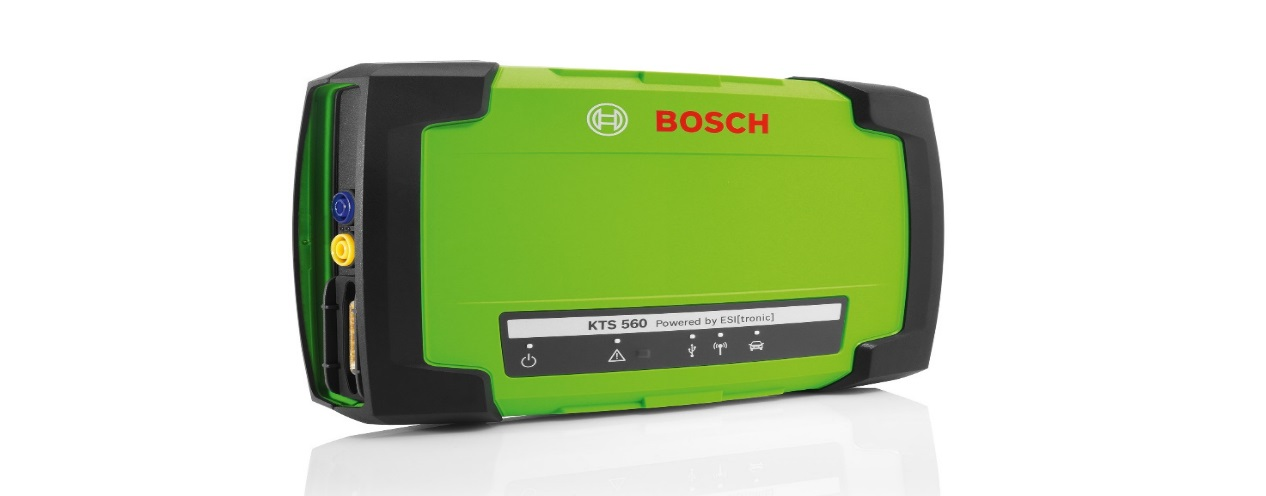 BOSCH
KTS 560 Powered by ESI[tronic]